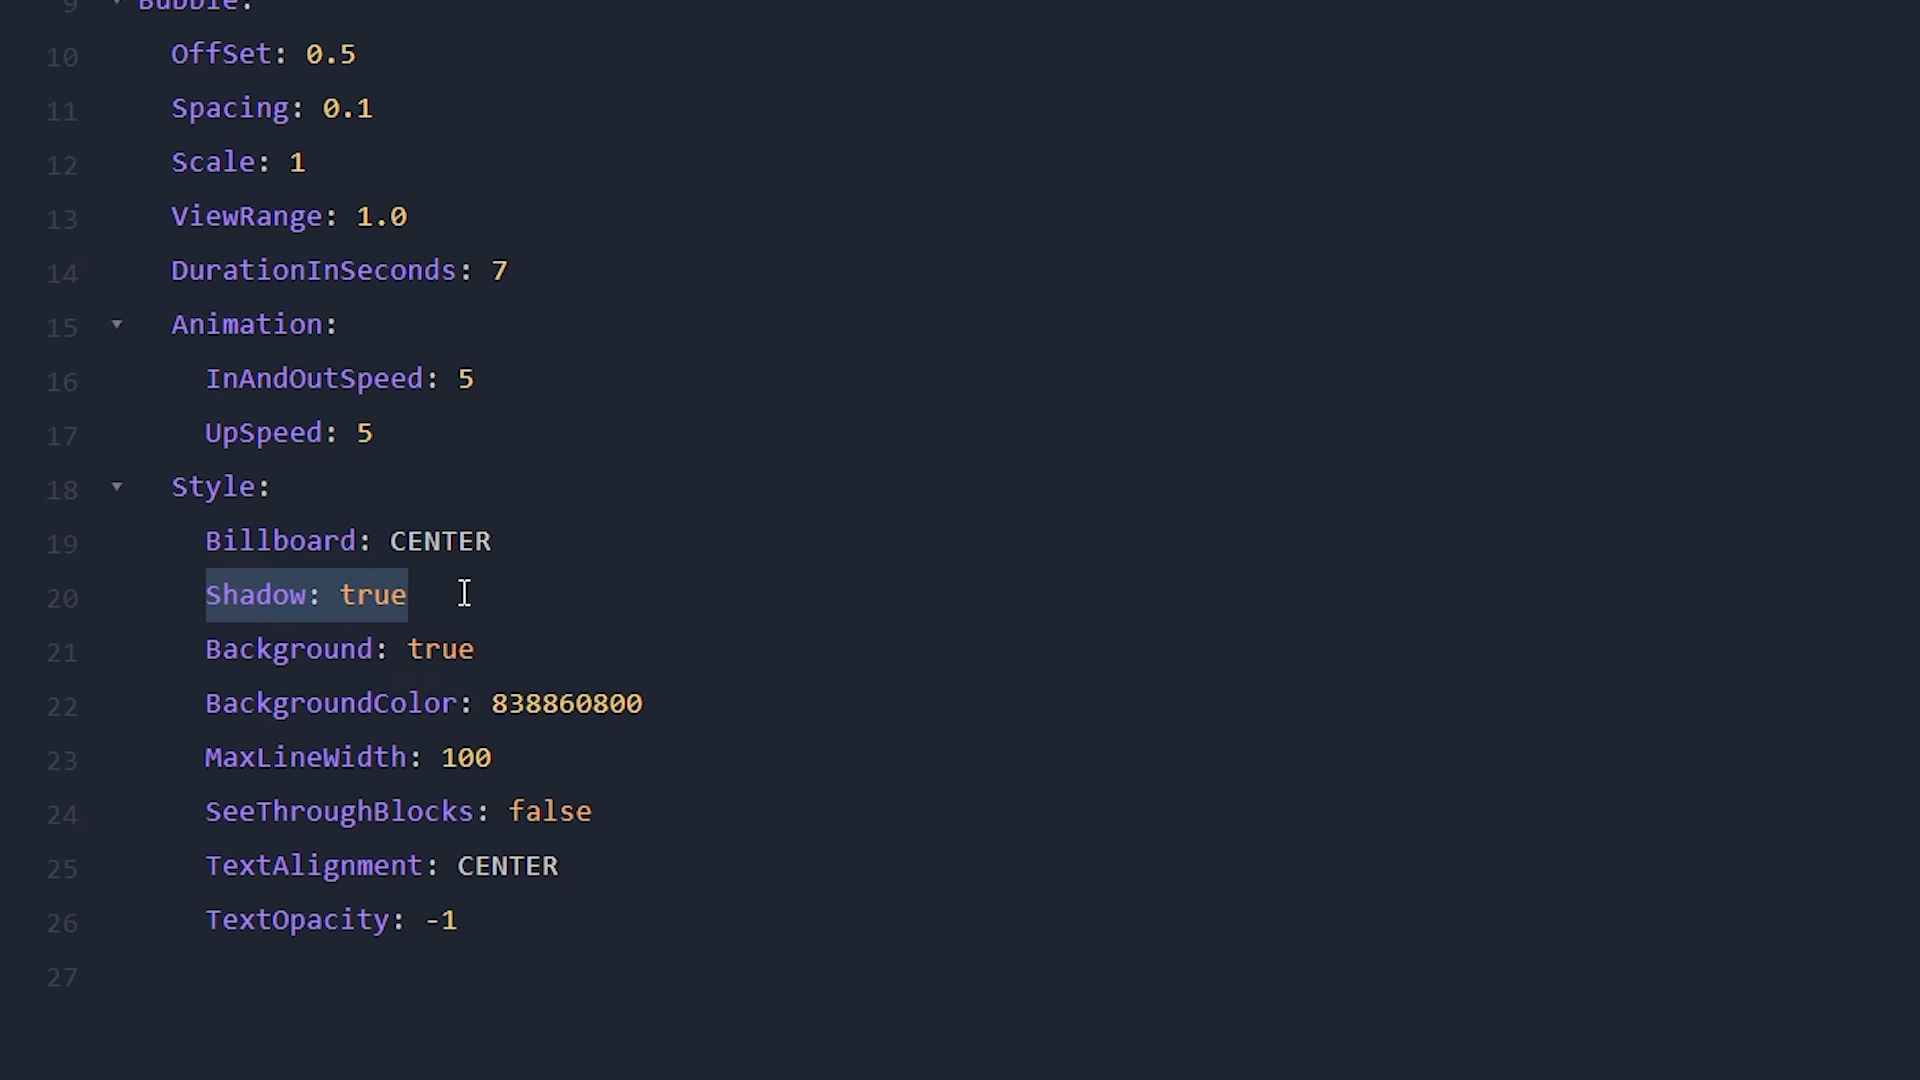 9 Bubble:
10 OffSet: 0.5
11 Spacing: 0.1
12 Scale: 1
13 ViewRange: 1.0
14 DurationInSeconds: 7
15 Animation:
16 InAndOutSpeed: 5
17 UpSpeed: 5
18 Style:
19 Billboard: CENTER
20 Shadow: true
21 Background: true
22 BackgroundColor: 838860800
23 MaxLineWidth: 100
24 SeeThroughBlocks: false
25 TextAlignment: CENTER
26 TextOpacity: -1
27